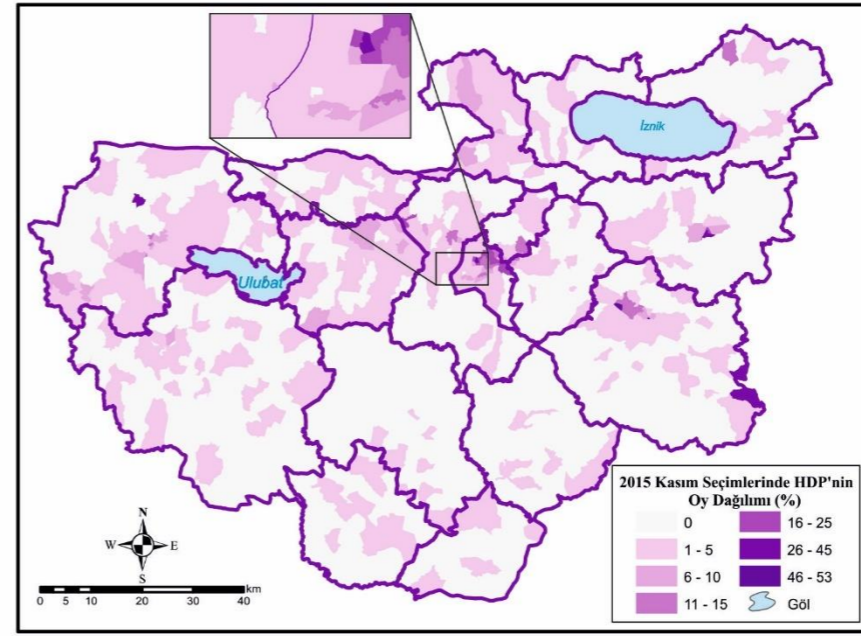 İznik
Ulubat
2015 Kasım Seçimlerinde HDP'nin
Oy Dağılımı (%)
0
1 - 5
6 - 10
11 - 15
16 - 25
26 - 45
46 - 53
Göl
N
W E
S
km
0 5 10 20 30 40